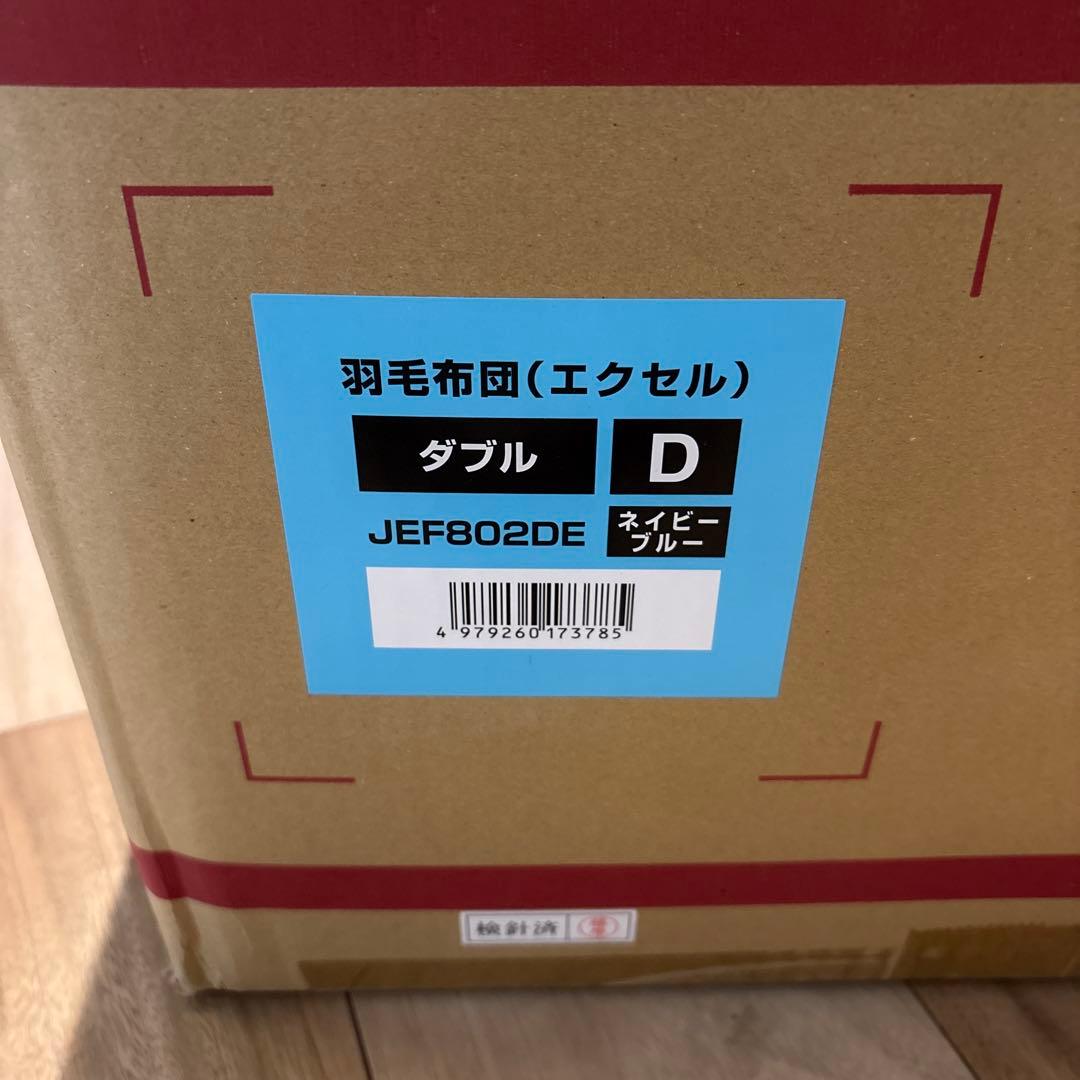 羽毛布団(エクセル)
ダブル D
JEF802DE ネイビー
ブルー
4 979260 173785
検針済